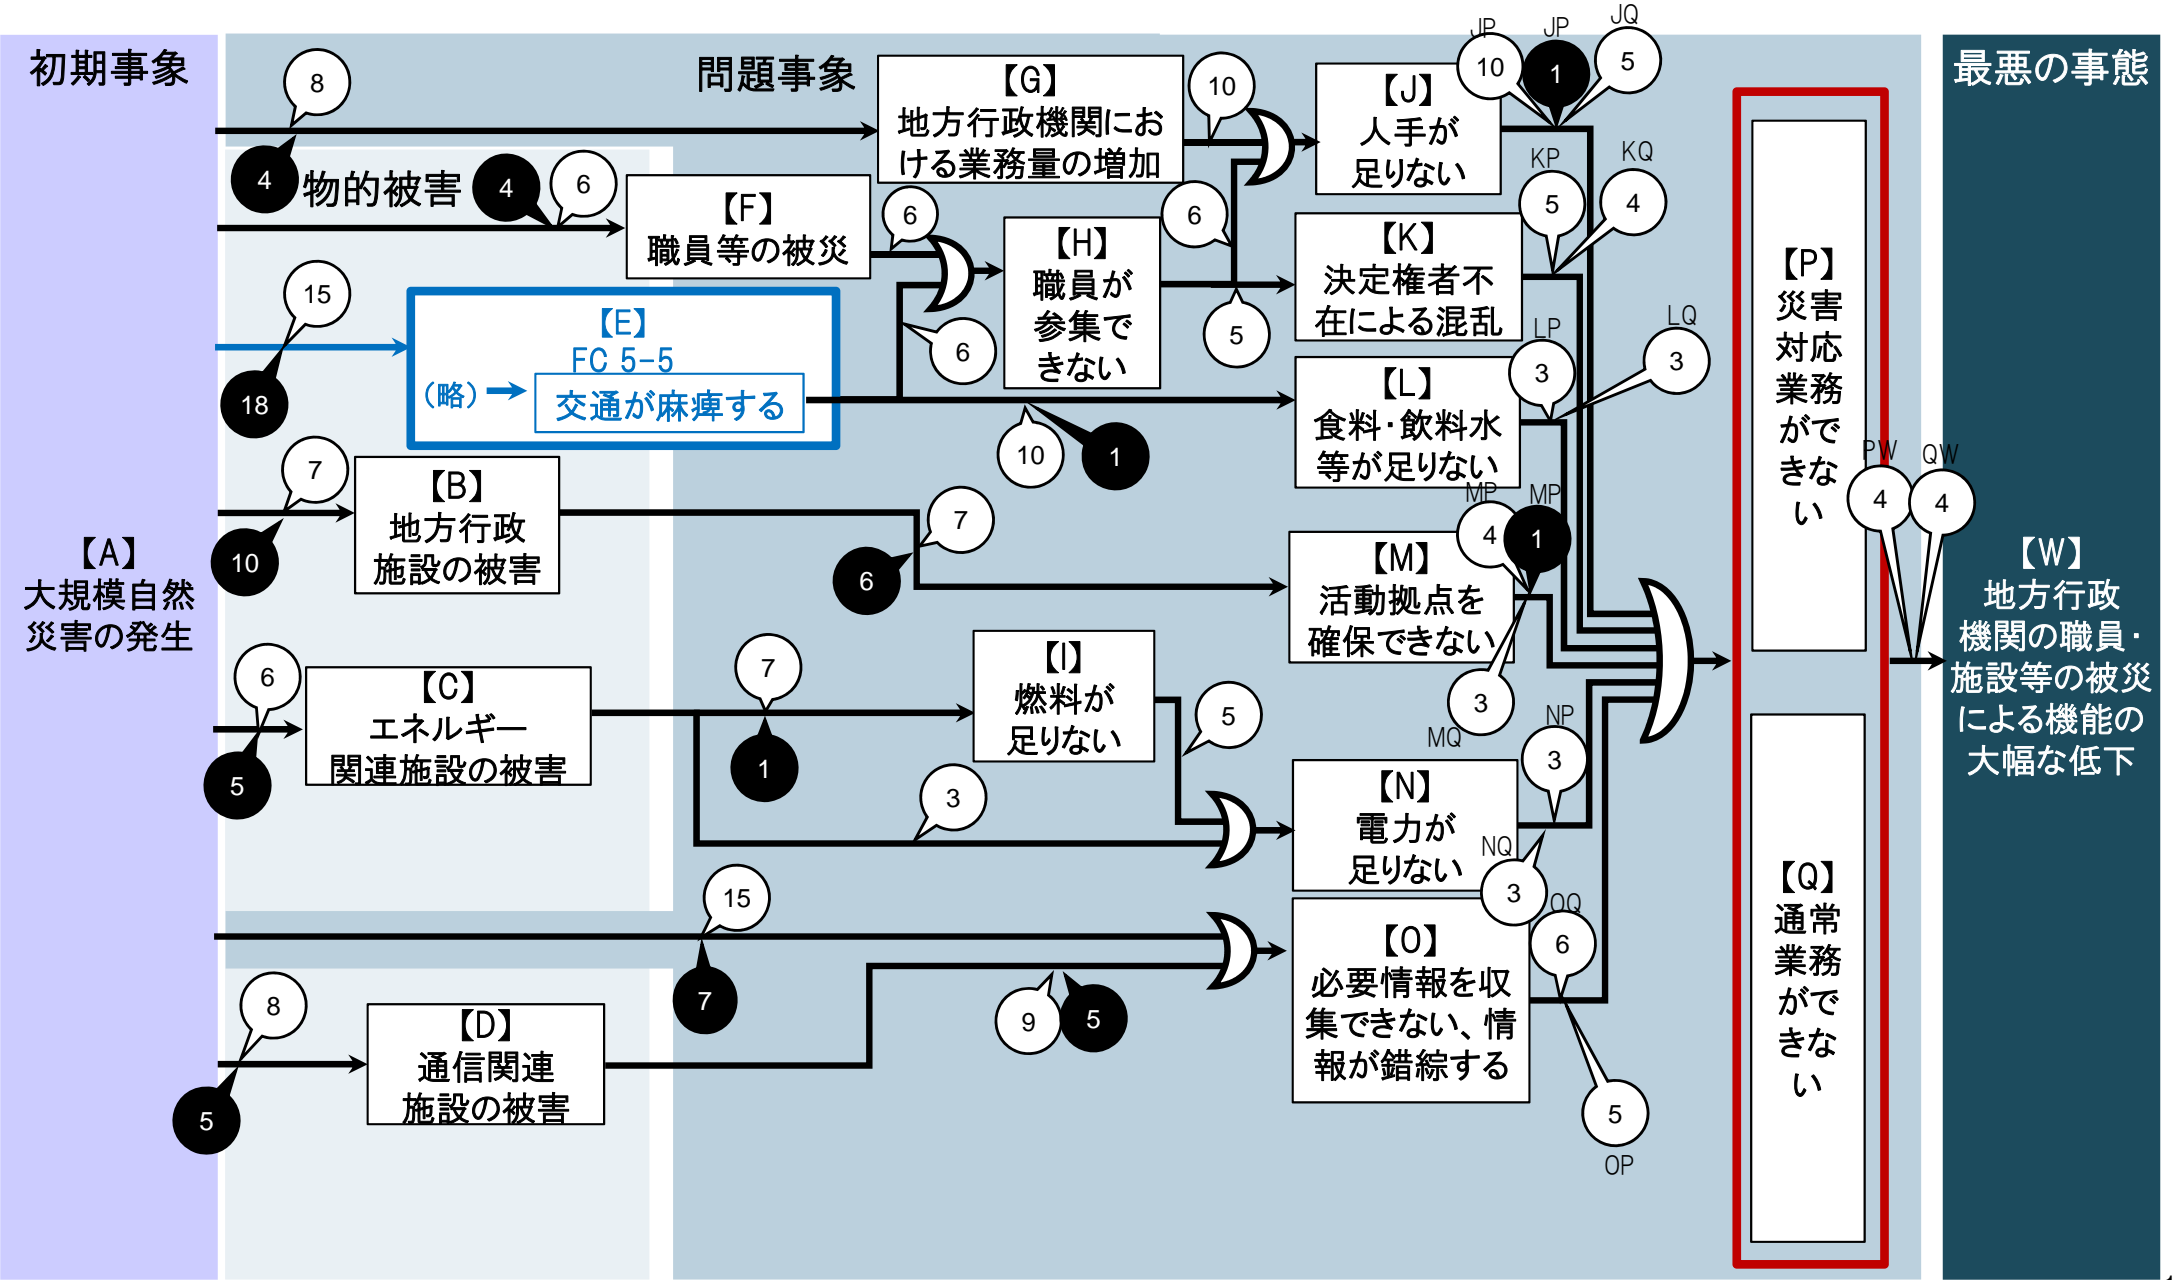 初期事象
問題事象
最悪の事態
物的被害
【A】
大規模自然
災害の発生
8
4
4
6
15
18
7
10
6
5
8
5
【G】
地方行政機関にお
ける業務量の増加
10
【F】
職員等の被災
6
【E】
FC 5-5
(略)
交通が麻痺する
6
【H】
職員が
参集で
きない
6
5
10
1
【B】
地方行政
施設の被害
7
6
【C】
エネルギー
関連施設の被害
7
1
3
【I】
燃料が
足りない
5
15
7
【D】
通信関連
施設の被害
9
5
【J】
人手が
足りない
JP
10
JP
1
JQ
5
【K】
決定権者不
在による混乱
KP
5
KQ
4
【L】
食料・飲料水
等が足りない
LP
3
LQ
3
【M】
活動拠点を
確保できない
MP
4
MP
1
3
MQ
【N】
電力が
足りない
NP
3
NQ
3
【O】
必要情報を収
集できない、情
報が錯綜する
OQ
6
5
OP
【P】
災害
対応
業務
がで
きな
い
【Q】
通常
業務
がで
きな
い
PW
4
QW
4
【W】
地方行政
機関の職員・
施設等の被災
による機能の
大幅な低下